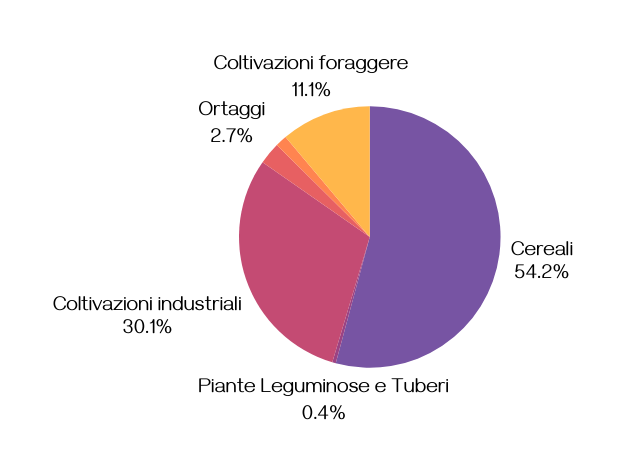 Coltivazioni foraggere
11.1%
Ortaggi
2.7%
Cereali
54.2%
Coltivazioni industriali
30.1%
Piante Leguminose e Tuberi
0.4%